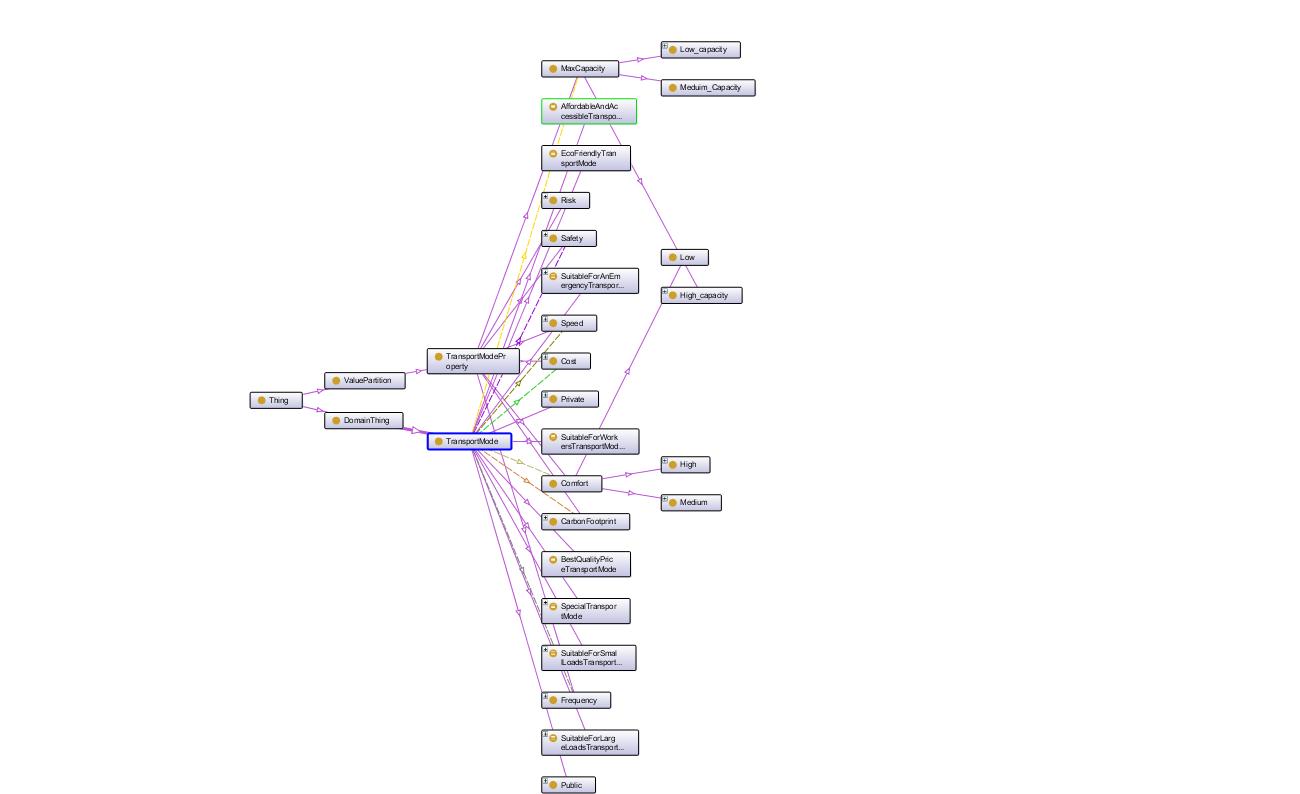 Low_capacity
MaxCapacity
Meduim_Capacity
AffordableAndAc
cessibleTranspo...
EcoFriendlyTran
sportMode
Risk
Safety
Low
SuitableForAnEm
ergencyTranspor...
High_capacity
Speed
TransportModePr
operty
Cost
ValuePartition
Thing
Private
DomainThing
TransportMode
SuitableForWork
ersTransportMod...
High
Comfort
Medium
CarbonFootprint
BestQualityPric
eTransportMode
SpecialTranspor
tMode
SuitableForSmal
lLoadsTransport...
Frequency
SuitableForLarg
eLoadsTransport...
Public